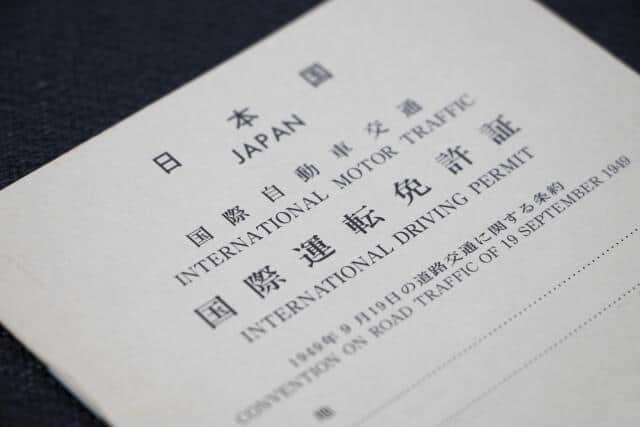 日本国
JAPAN
国際自動車交通
INTERNATIONAL MOTOR TRAFFIC
国際運転免許証
INTERNATIONAL DRIVING PERMIT
1949年9月19日の道路交通に関する条約
CONVENTION ON ROAD TRAFFIC OF 19 SEPTEMBER 1949